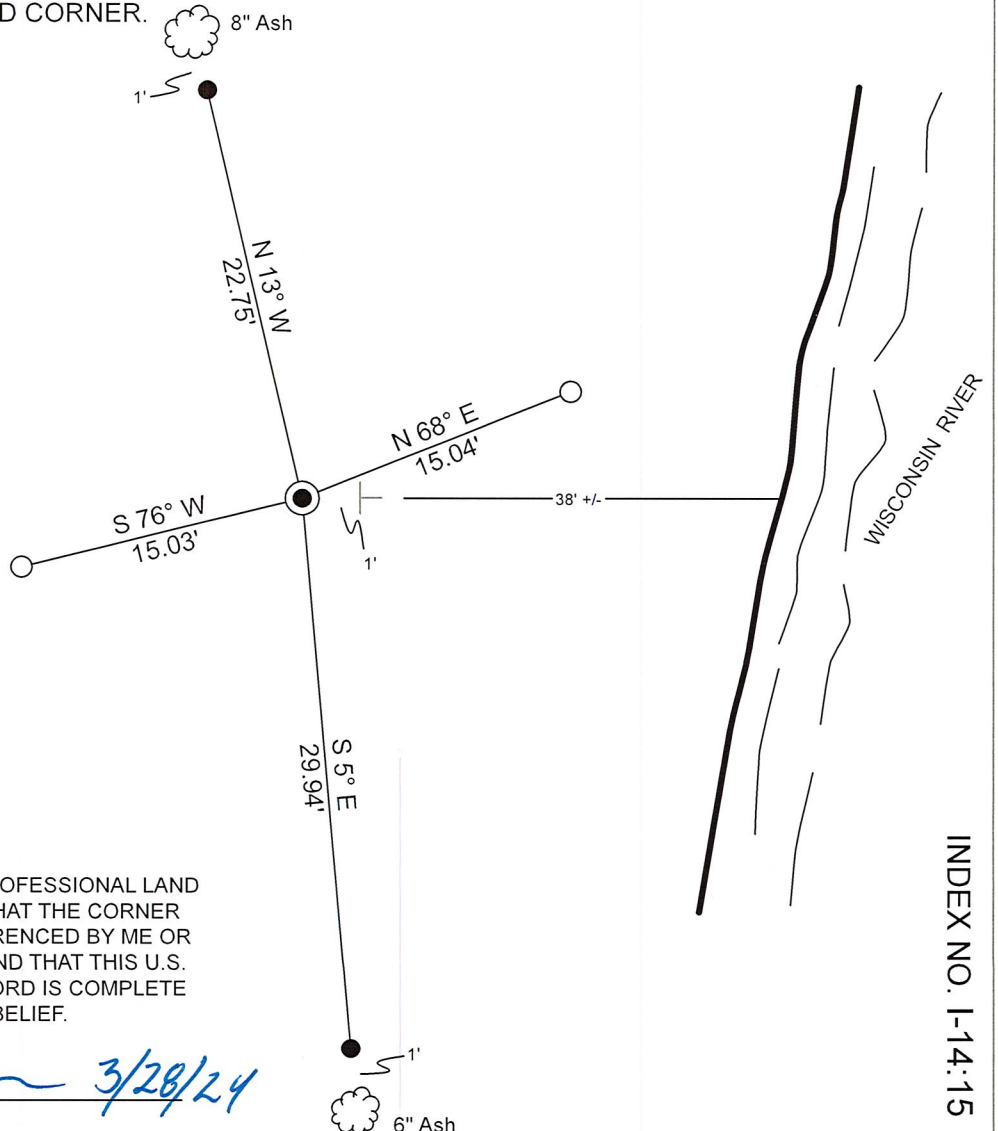 D CORNER.
8" Ash
1'
N 13° W
22.75'
N 68° E
15.04'
38' +/-
WISCONSIN RIVER
S 76° W
15.03'
1'
S 5° E
29.94'
OFESSIONAL LAND
HAT THE CORNER
RENCED BY ME OR
ND THAT THIS U.S.
ORD IS COMPLETE
BELIEF.
3/28/24
1'
6" Ash
INDEX NO. I-14:15